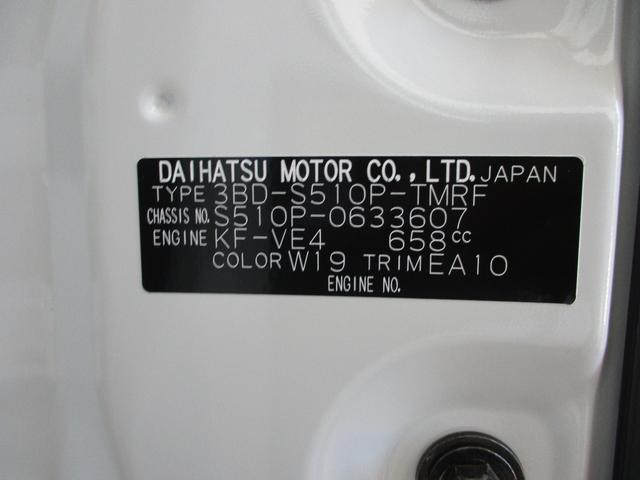 DAIHATSU MOTOR CO., LTD. JAPAN
TYPE 3BD-S510P-TMRF
CHASSIS NO. S510P-0633607
ENGINE KF-VE4 658cc
COLOR W19 TRIM EA10
ENGINE NO.